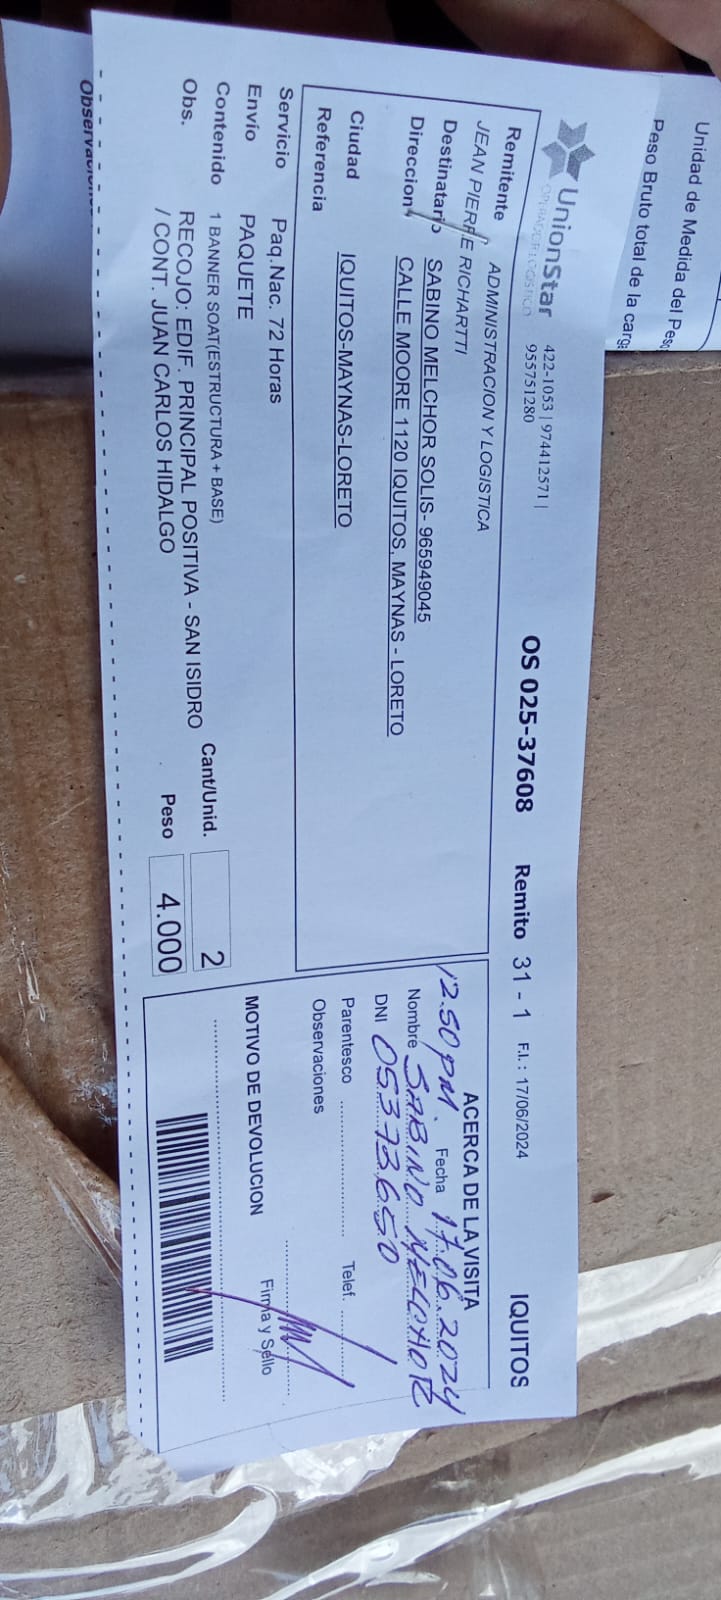 Unidad de Medida del Peso
Peso Bruto total de la carga
UnionStar
OPERADOR LOGISTICO
422-1053 | 974412571 |
955751280
OS 025-37608
Remito 31 - 1
F.I. : 17/06/2024
IQUITOS
Remitente ADMINISTRACION Y LOGISTICA
JEAN PIERRE RICHARTTI
Destinatario SABINO MELCHOR SOLIS- 965949045
Direccion CALLE MOORE 1120 IQUITOS, MAYNAS - LORETO
Ciudad IQUITOS-MAYNAS-LORETO
Referencia
Servicio Paq.Nac. 72 Horas
Envío PAQUETE
Contenido 1 BANNER SOAT(ESTRUCTURA + BASE)
Obs. RECOJO: EDIF. PRINCIPAL POSITIVA - SAN ISIDRO
/ CONT. JUAN CARLOS HIDALGO
Cant/Unid. 2
Peso 4.000
ACERCA DE LA VISITA
12.50 PM. Fecha 17.06.2024
Nombre SABINO MELCHOR
DNI 05373650
Parentesco Telef.
Observaciones
Firma y Sello
MOTIVO DE DEVOLUCION